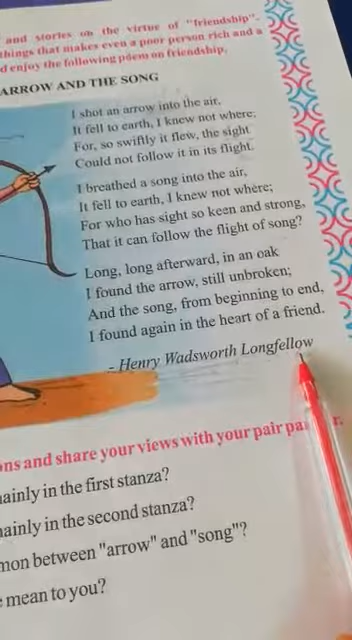 and stories on the virtue of "friendship".
things that makes even a poor person rich and a
d enjoy the following poem on friendship.
ARROW AND THE SONG
I shot an arrow into the air,
It fell to earth, I knew not where;
For, so swiftly it flew, the sight
Could not follow it in its flight.
I breathed a song into the air,
It fell to earth, I knew not where;
For who has sight so keen and strong,
That it can follow the flight of song?
Long, long afterward, in an oak
I found the arrow, still unbroken;
And the song, from beginning to end,
I found again in the heart of a friend.
- Henry Wadsworth Longfellow
ons and share your views with your pair pa r.
ainly in the first stanza?
ainly in the second stanza?
mon between "arrow" and "song"?
mean to you?